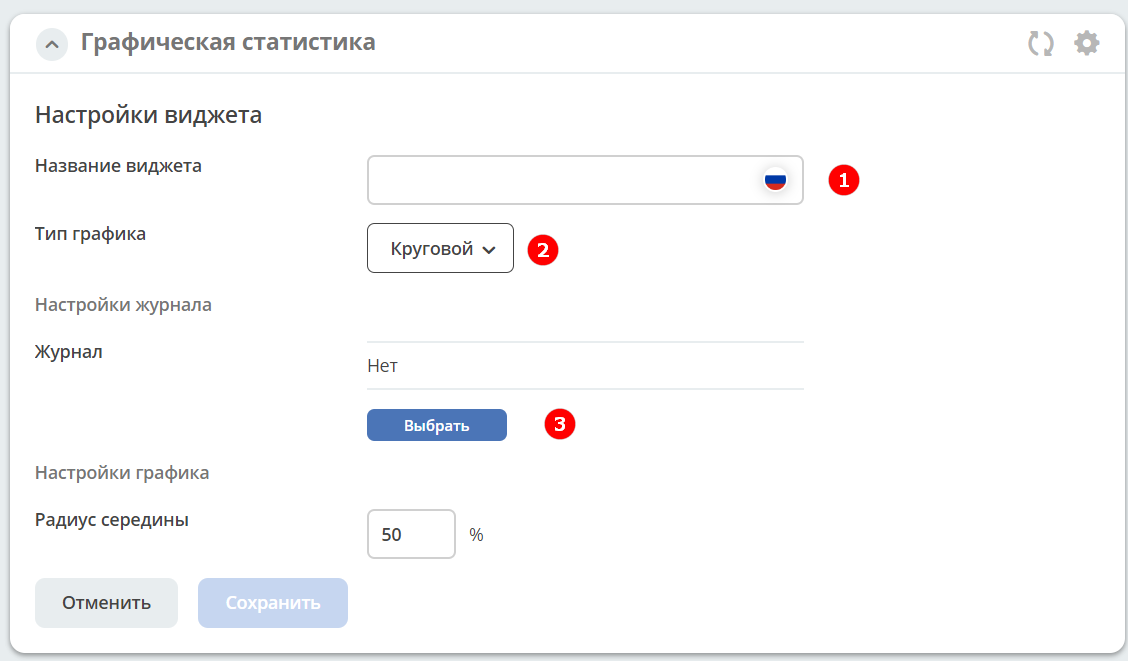 Графическая статистика
Настройки виджета
Название виджета
1
Тип графика
Круговой
2
Настройки журнала
Журнал
Нет
Выбрать
3
Настройки графика
Радиус середины
50 %
Отменить
Сохранить